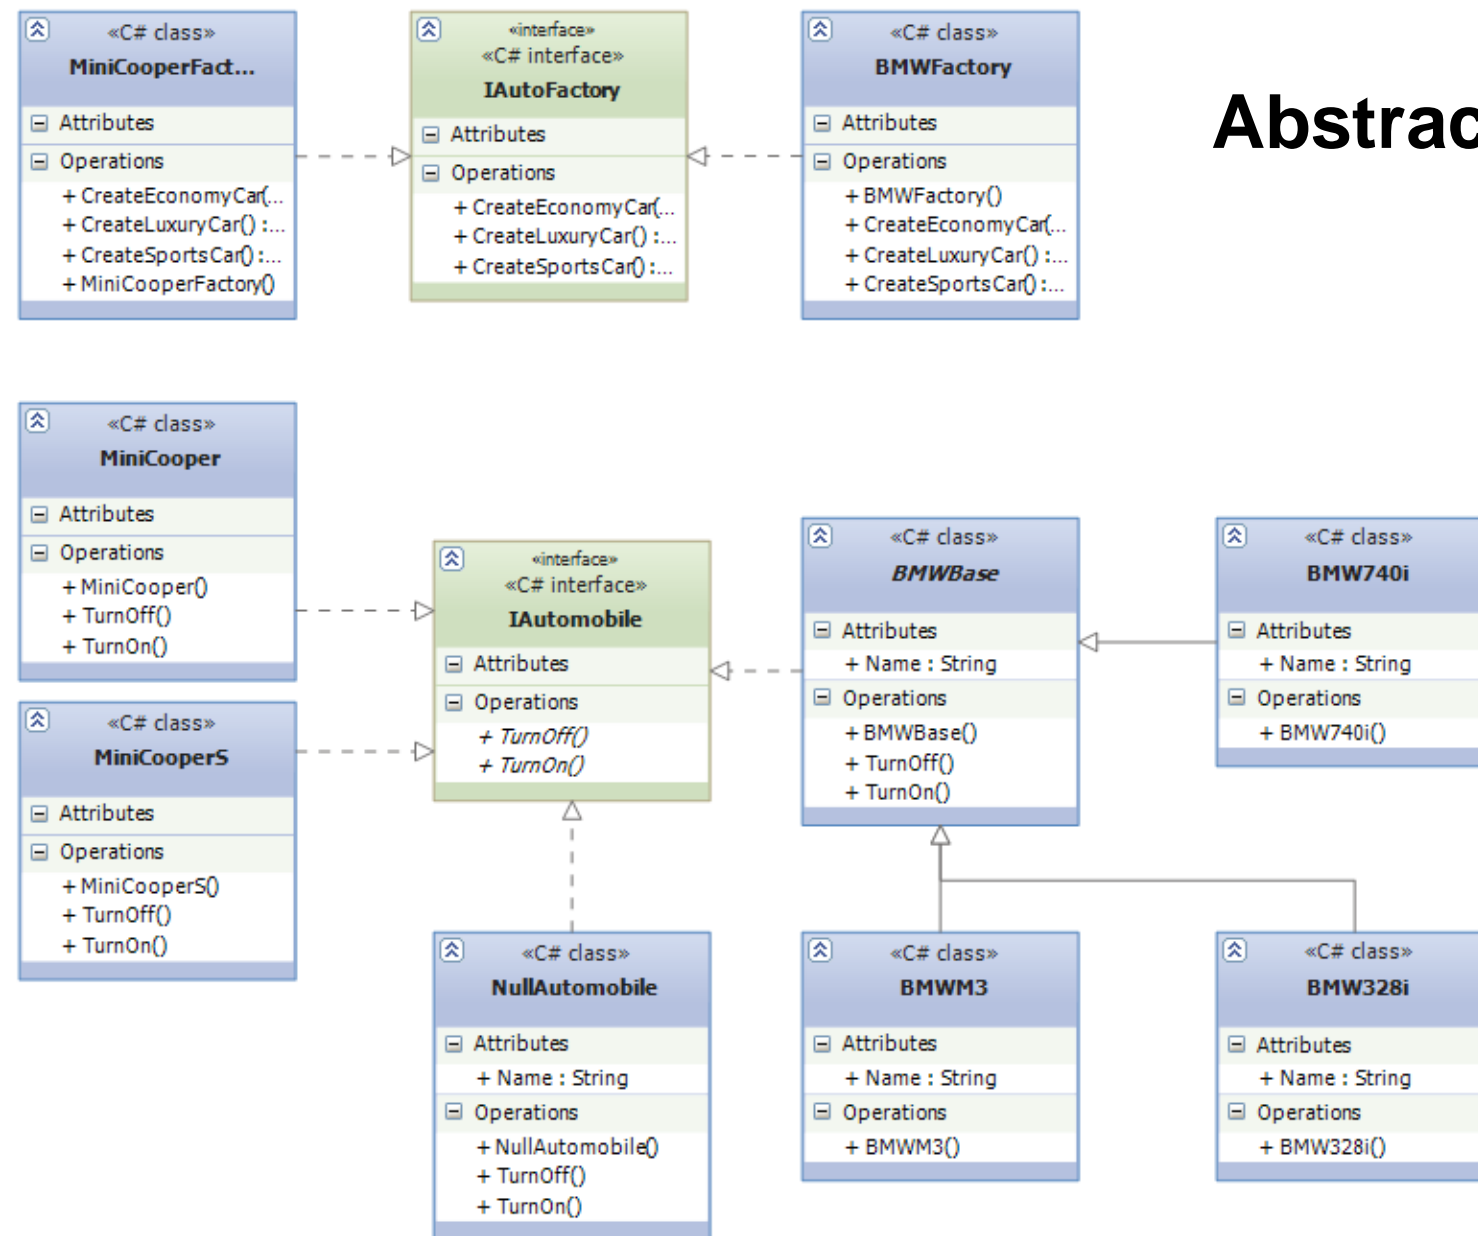 «C# class»
MiniCooperFact...
Attributes
Operations
+ CreateEconomyCar(...
+ CreateLuxuryCar() :...
+ CreateSportsCar() :...
+ MiniCooperFactory()
«interface»
«C# interface»
IAutoFactory
Attributes
Operations
+ CreateEconomyCar(...
+ CreateLuxuryCar() :...
+ CreateSportsCar() :...
«C# class»
BMWFactory
Attributes
Operations
+ BMWFactory()
+ CreateEconomyCar(...
+ CreateLuxuryCar() :...
+ CreateSportsCar() :...
Abstrac
«C# class»
MiniCooper
Attributes
Operations
+ MiniCooper()
+ TurnOff()
+ TurnOn()
«C# class»
MiniCooperS
Attributes
Operations
+ MiniCooperS()
+ TurnOff()
+ TurnOn()
«interface»
«C# interface»
IAutomobile
Attributes
Operations
+ TurnOff()
+ TurnOn()
«C# class»
BMWBase
Attributes
+ Name : String
Operations
+ BMWBase()
+ TurnOff()
+ TurnOn()
«C# class»
BMW740i
Attributes
+ Name : String
Operations
+ BMW740i()
«C# class»
NullAutomobile
Attributes
+ Name : String
Operations
+ NullAutomobile()
+ TurnOff()
+ TurnOn()
«C# class»
BMWM3
Attributes
+ Name : String
Operations
+ BMWM3()
«C# class»
BMW328i
Attributes
+ Name : String
Operations
+ BMW328i()